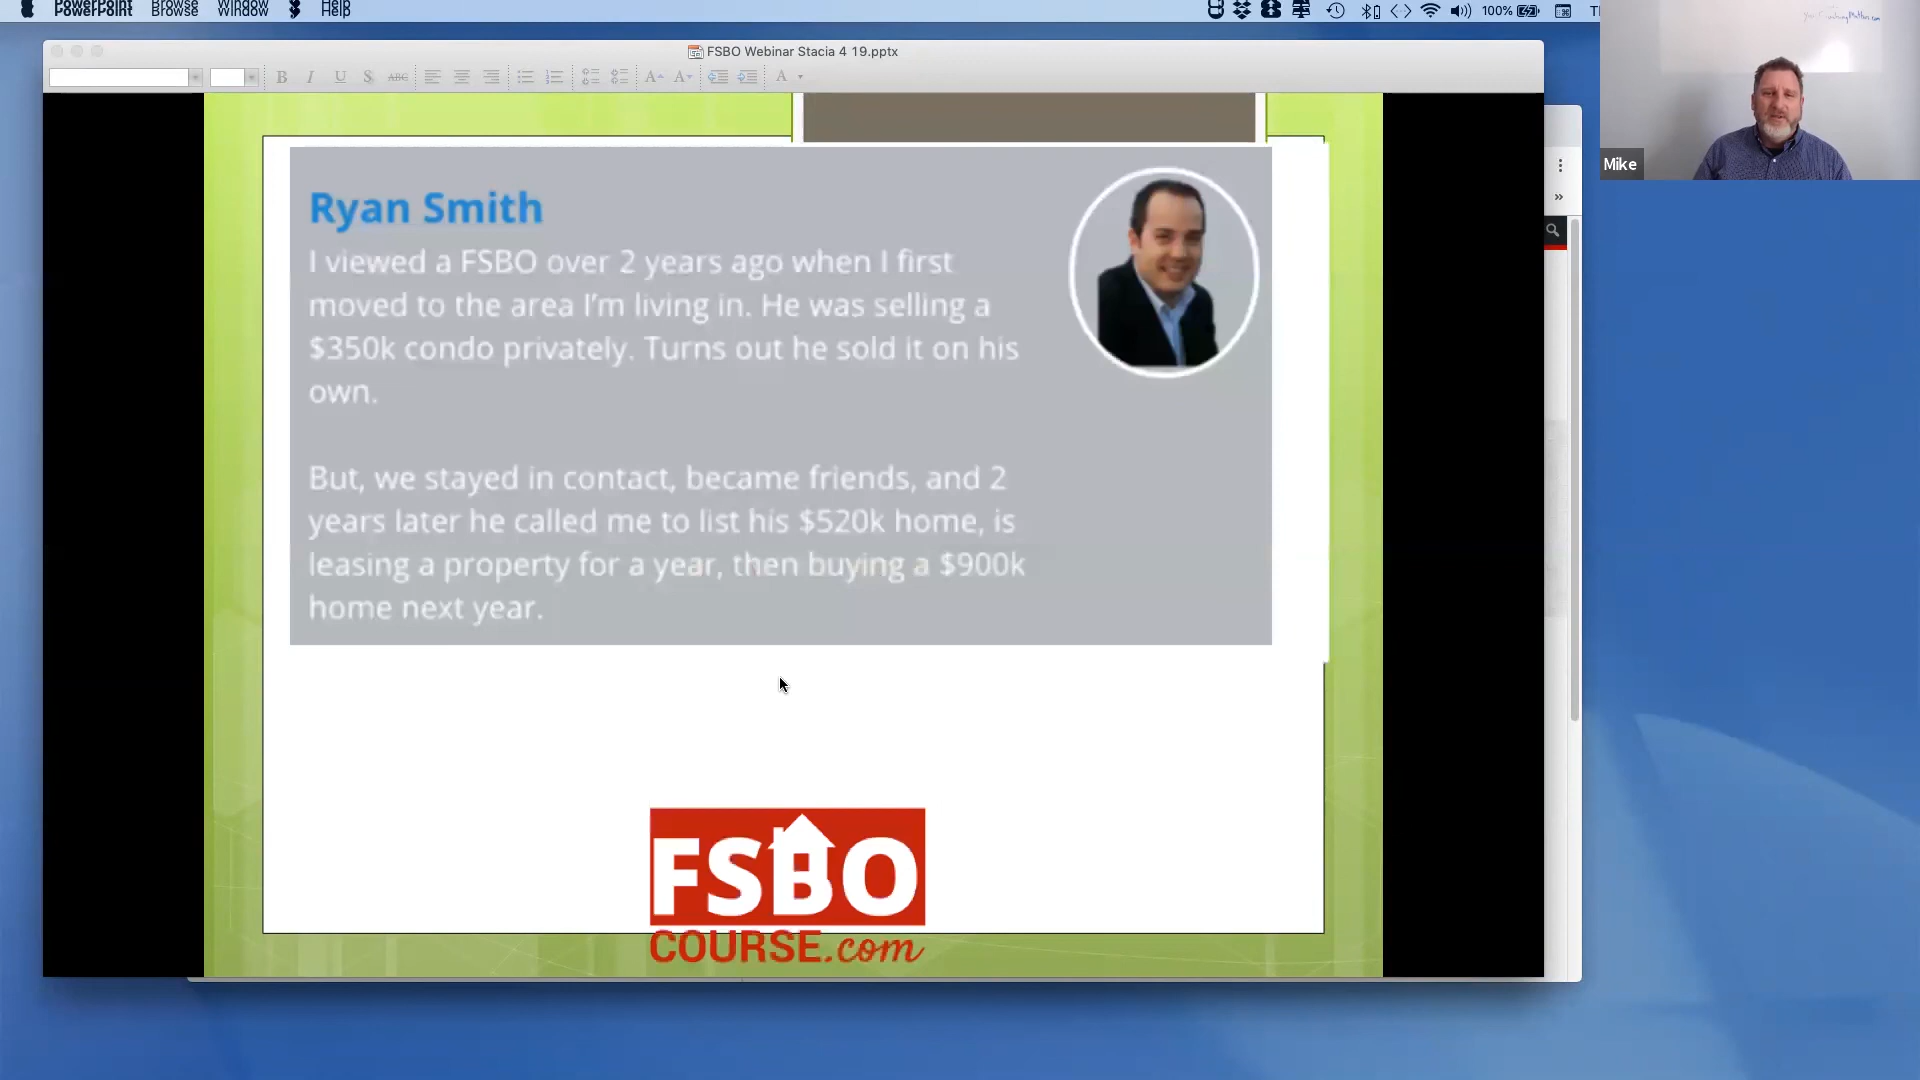 PowerPoint Browse Window Help
100%
FSBO Webinar Stacia 4 19.pptx
B I U S ABC A A A
Mike
Ryan Smith
I viewed a FSBO over 2 years ago when I first
moved to the area I'm living in. He was selling a
$350k condo privately. Turns out he sold it on his
own.
But, we stayed in contact, became friends, and 2
years later he called me to list his $520k home, is
leasing a property for a year, then buying a $900k
home next year.
FSBO
COURSE.com